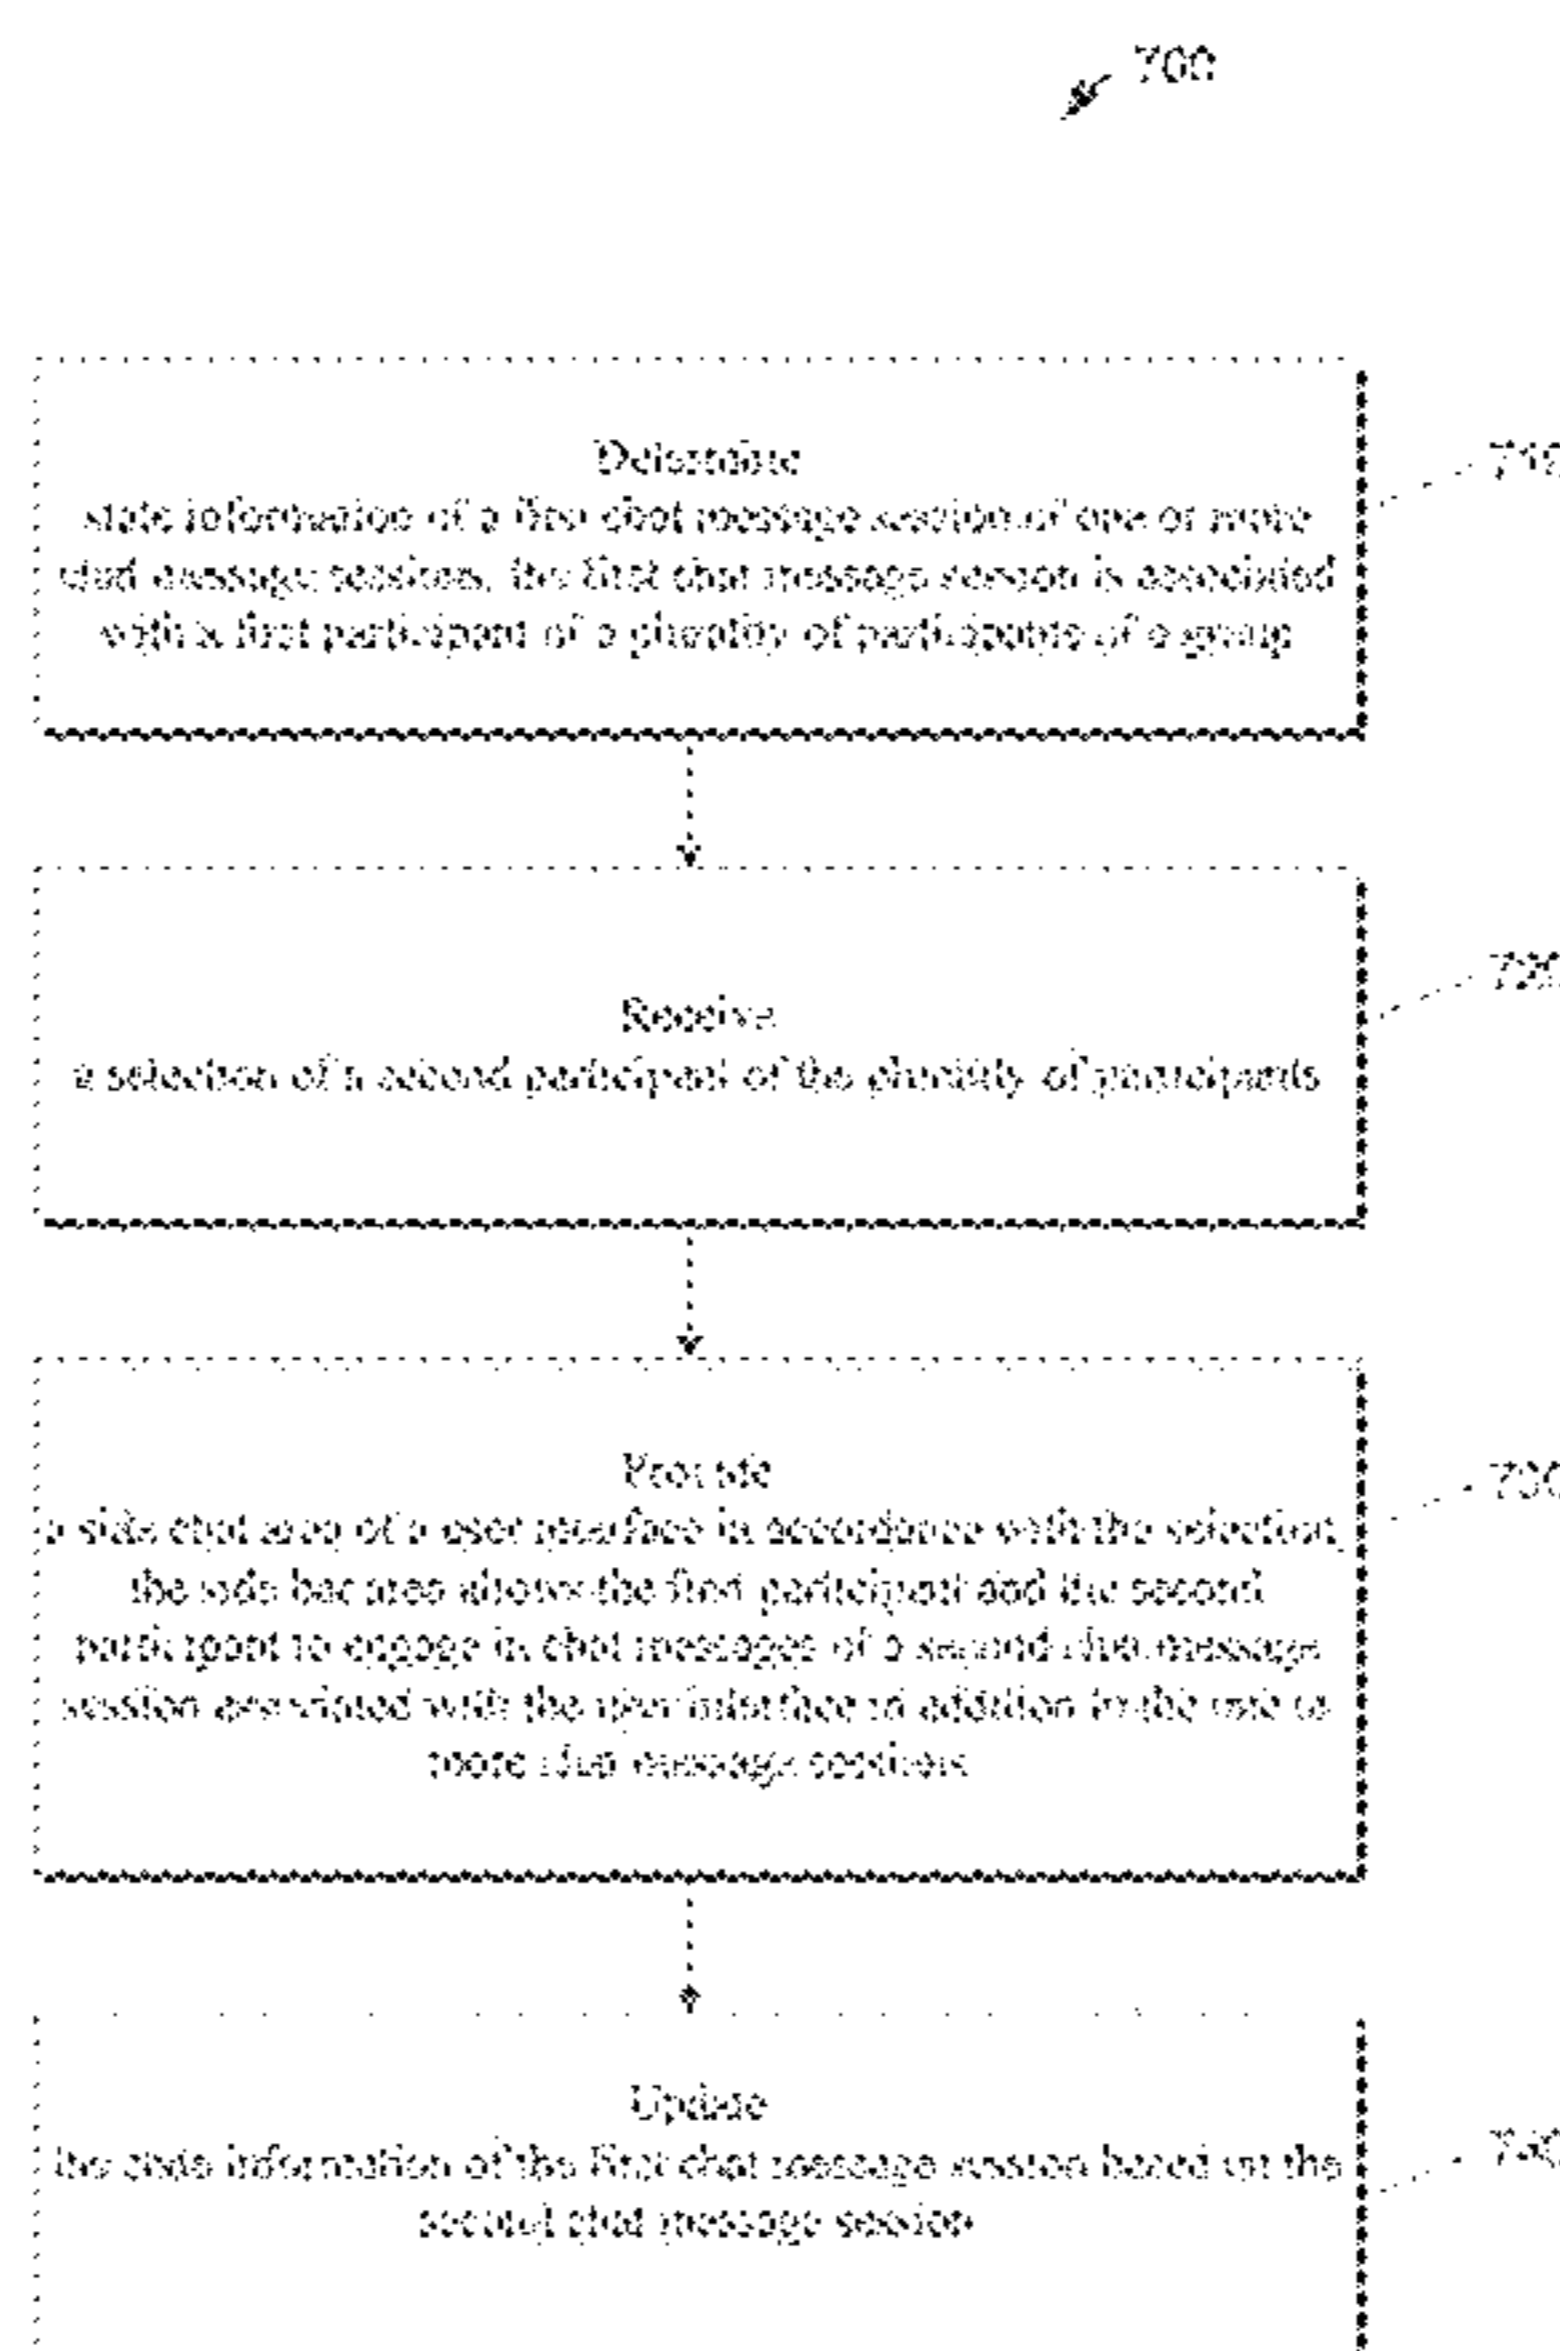 700
Determine
state information of a first chat message session of one or more
chat message sessions, the first chat message session is associated
with a first participant of a plurality of participants of a group
710
Receive
a selection of a second participant of the plurality of participants
720
Provide
a side chat area of a user interface in accordance with the selection,
the side chat area allows the first participant and the second
participant to engage in chat messages of a second chat message
session associated with the user interface in addition to the one or
more chat message sessions
730
Update
the state information of the first chat message session based on the
second chat message session
740